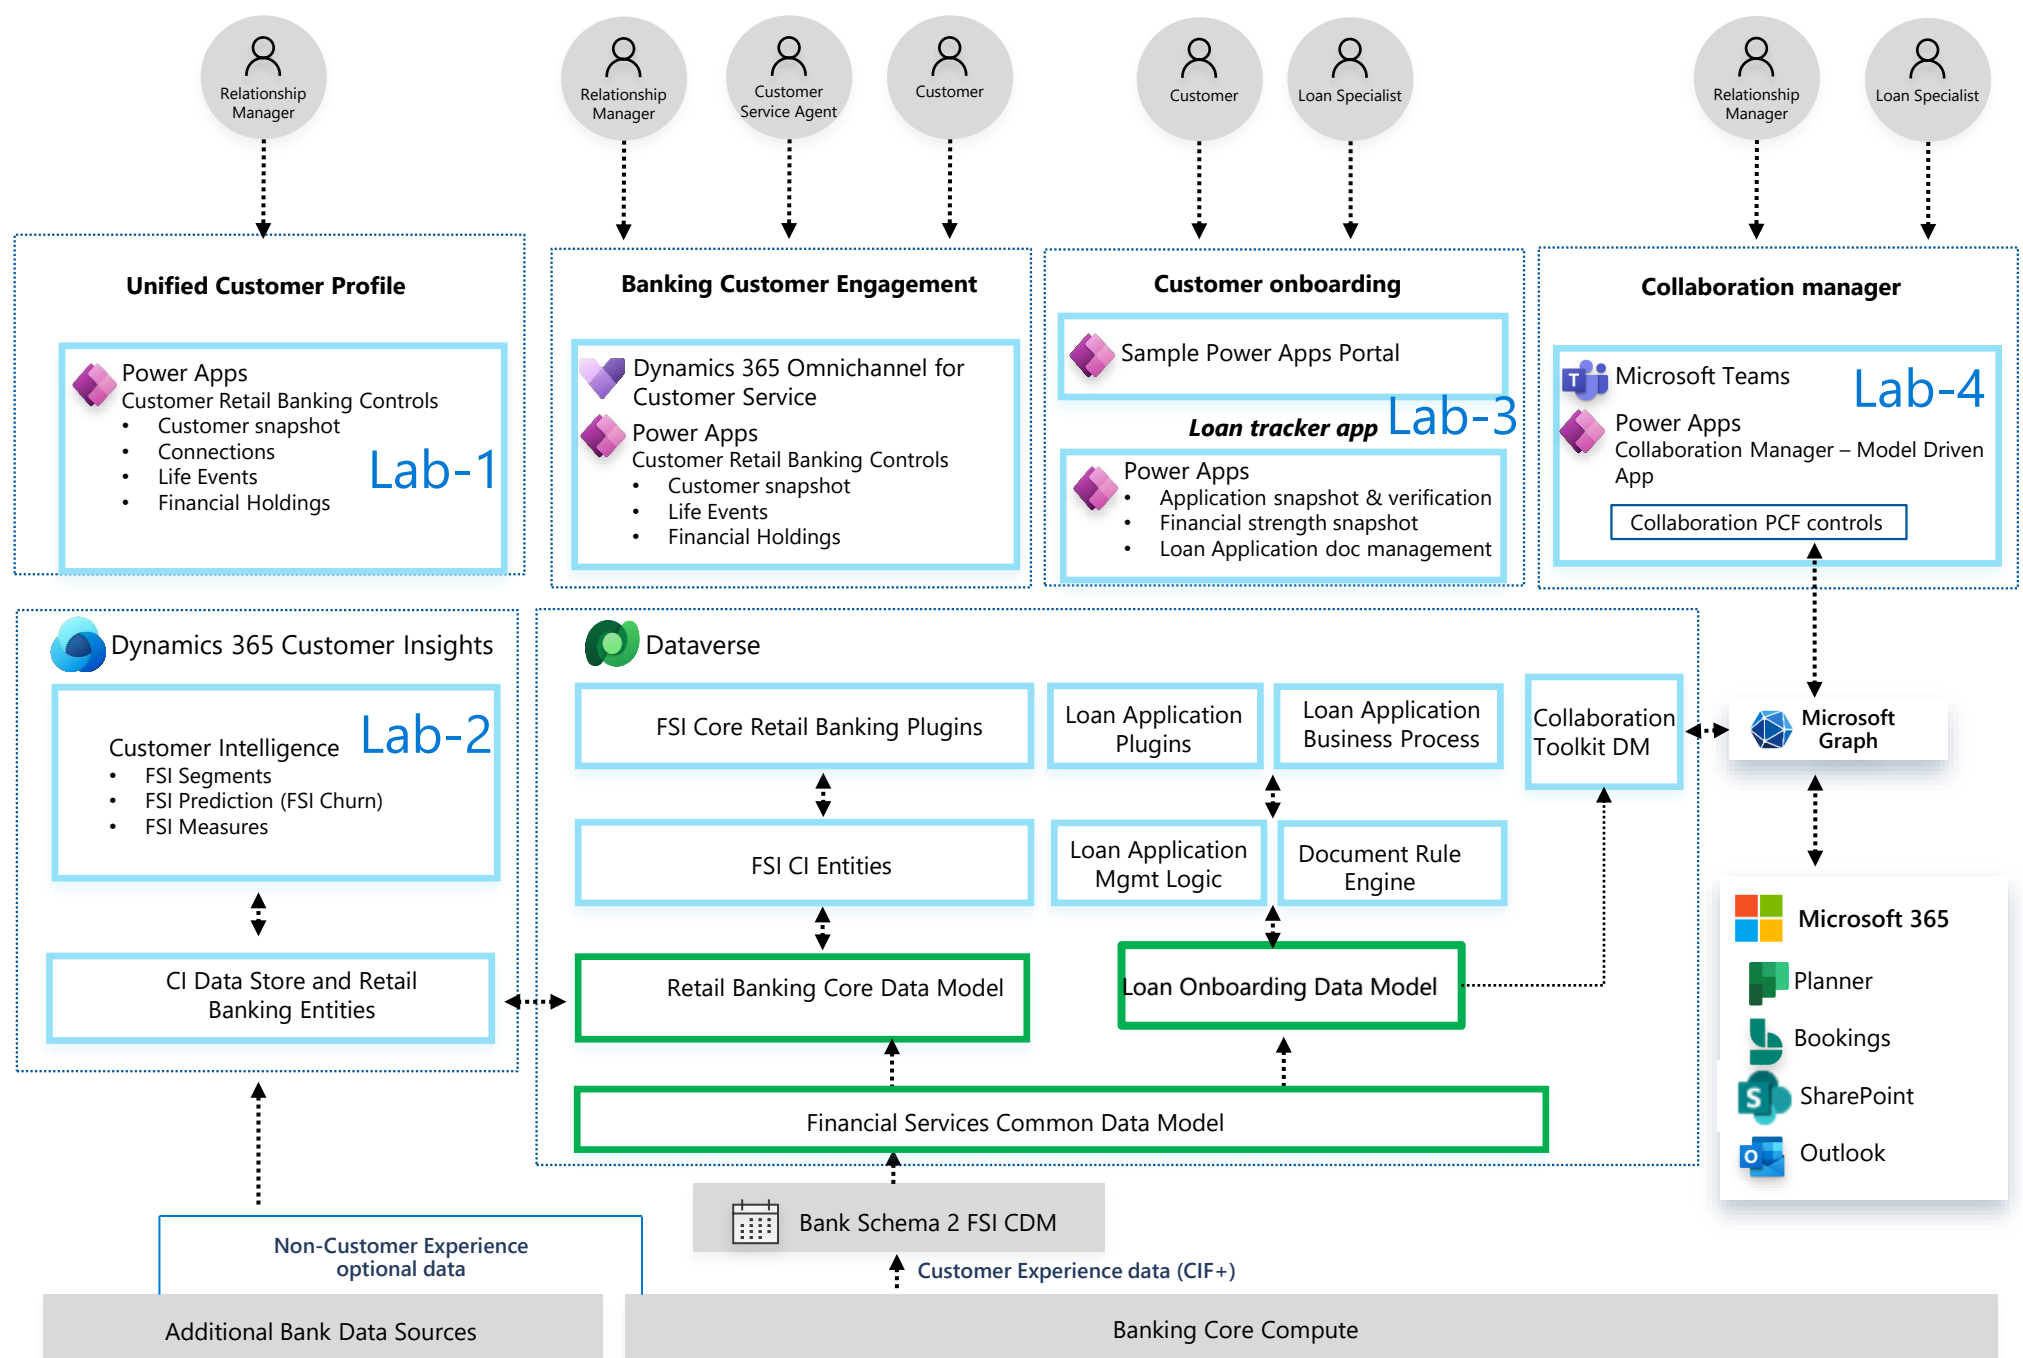 Relationship
Manager
Relationship
Manager
Customer
Service Agent
Customer
Customer
Loan Specialist
Relationship
Manager
Loan Specialist
Unified Customer Profile
Power Apps
Customer Retail Banking Controls
• Customer snapshot
• Connections
• Life Events
• Financial Holdings
Lab-1
Banking Customer Engagement
Dynamics 365 Omnichannel for
Customer Service
Power Apps
Customer Retail Banking Controls
• Customer snapshot
• Life Events
• Financial Holdings
Customer onboarding
Sample Power Apps Portal
Loan tracker app
Lab-3
Power Apps
• Application snapshot & verification
• Financial strength snapshot
• Loan Application doc management
Collaboration manager
T
Microsoft Teams
Lab-4
Power Apps
Collaboration Manager – Model Driven
App
Collaboration PCF controls
Dynamics 365 Customer Insights
Lab-2
Customer Intelligence
• FSI Segments
• FSI Prediction (FSI Churn)
• FSI Measures
CI Data Store and Retail
Banking Entities
Dataverse
FSI Core Retail Banking Plugins
Loan Application
Plugins
Loan Application
Business Process
Collaboration
Toolkit DM
FSI CI Entities
Loan Application
Mgmt Logic
Document Rule
Engine
Retail Banking Core Data Model
Loan Onboarding Data Model
Financial Services Common Data Model
Microsoft
Graph
Microsoft 365
Planner
Bookings
S
SharePoint
O
Outlook
Bank Schema 2 FSI CDM
Non-Customer Experience
optional data
Customer Experience data (CIF+)
Additional Bank Data Sources
Banking Core Compute